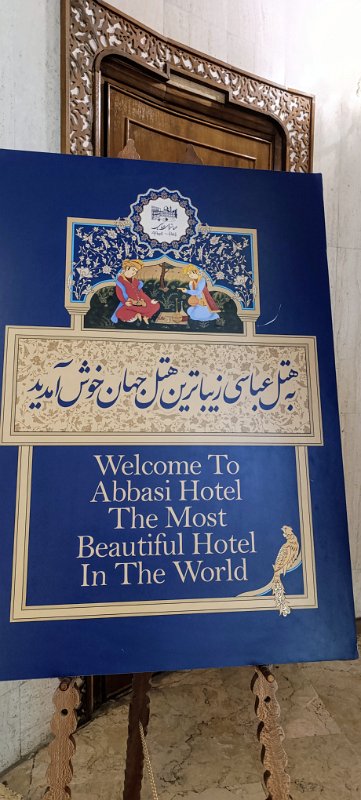 به هتل عباسی زیباترین هتل جهان خوش آمدید
Welcome To
Abbasi Hotel
The Most
Beautiful Hotel
In The World